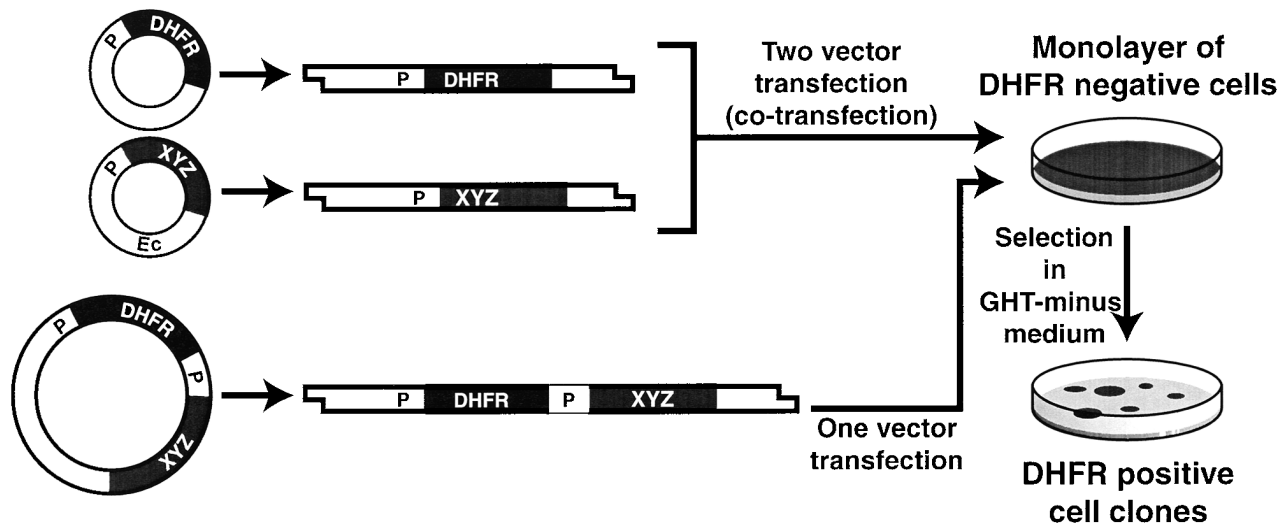 P DHFR
P DHFR
Two vector
transfection
(co-transfection)
Monolayer of
DHFR negative cells
P XYZ
Ec
P XYZ
Selection
in
GHT-minus
medium
P DHFR
P
XYZ
P DHFR P XYZ
One vector
transfection
DHFR positive
cell clones